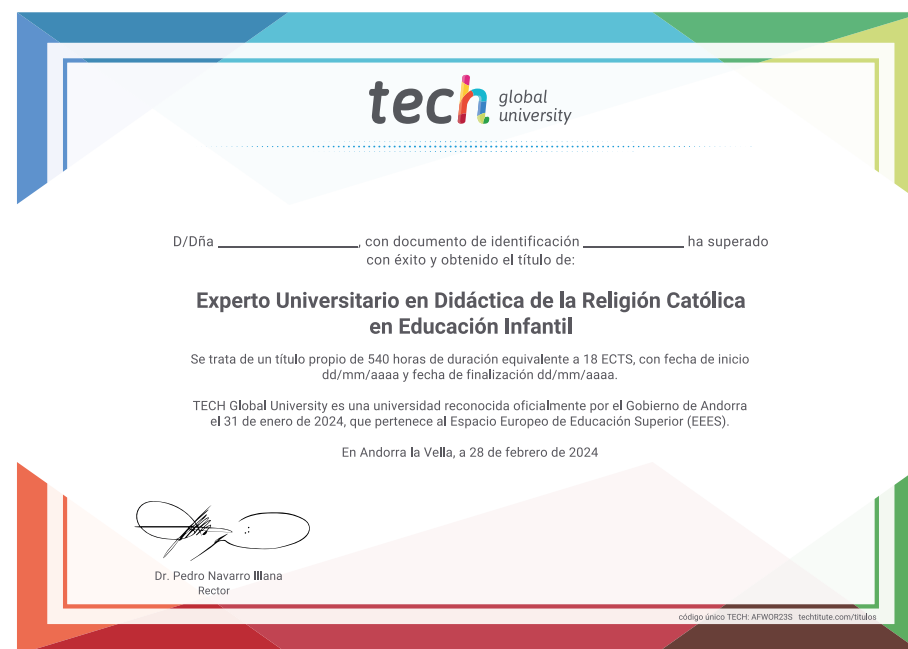 tech global university
D/Dña ____________, con documento de identificación ____________ ha superado
con éxito y obtenido el título de:
Experto Universitario en Didáctica de la Religión Católica
en Educación Infantil
Se trata de un título propio de 540 horas de duración equivalente a 18 ECTS, con fecha de inicio
dd/mm/aaaa y fecha de finalización dd/mm/aaaa.
TECH Global University es una universidad reconocida oficialmente por el Gobierno de Andorra
el 31 de enero de 2024, que pertenece al Espacio Europeo de Educación Superior (EEES).
En Andorra la Vella, a 28 de febrero de 2024
Dr. Pedro Navarro Illana
Rector
código único TECH: AFWOR23S techtitute.com/titulos